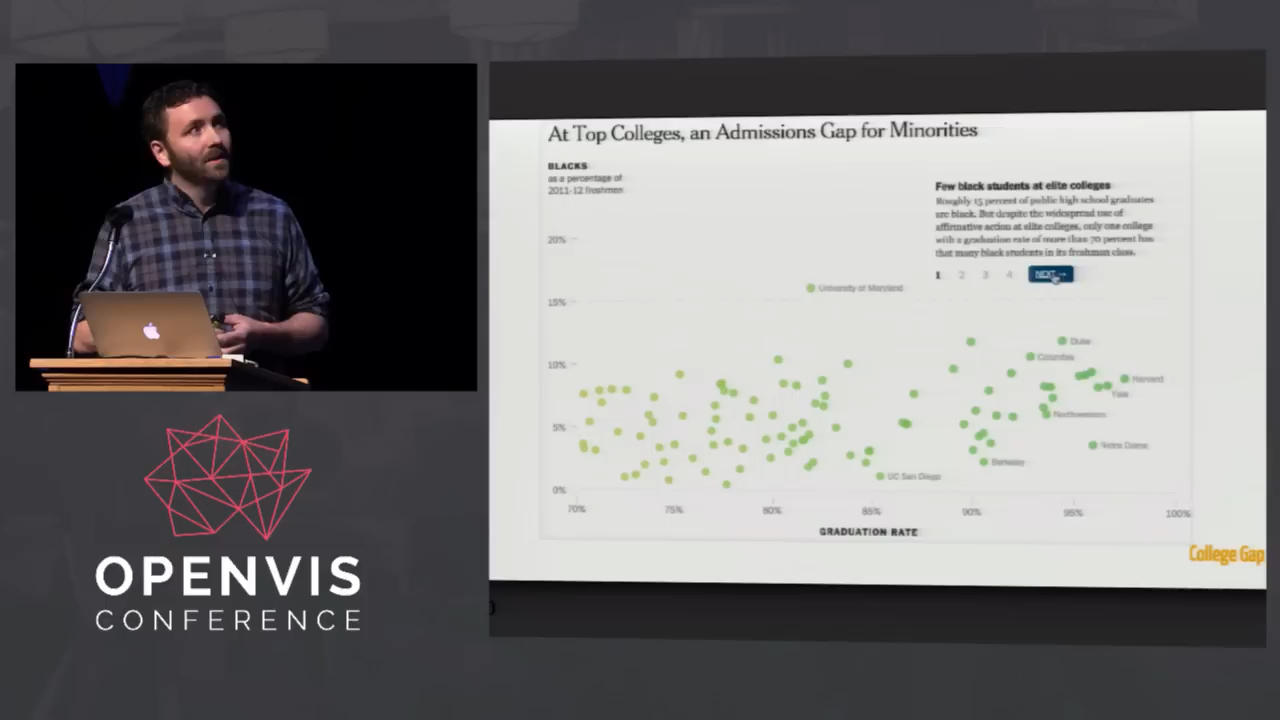 At Top Colleges, an Admissions Gap for Minorities
BLACKS
as a percentage of
2011-12 freshmen
Few black students at elite colleges
Roughly 15 percent of public high school graduates
are black. But despite the widespread use of
affirmative action at elite colleges, only one college
with a graduation rate of more than 70 percent has
that many black students in its freshman class.
1 2 3 4 NEXT →
20%
15%
10%
5%
0%
University of Maryland
Duke
Columbia
Harvard
Yale
Northwestern
Notre Dame
Berkeley
UC San Diego
70% 75% 80% 85% 90% 95% 100%
GRADUATION RATE
College Gap
OPENVIS
CONFERENCE